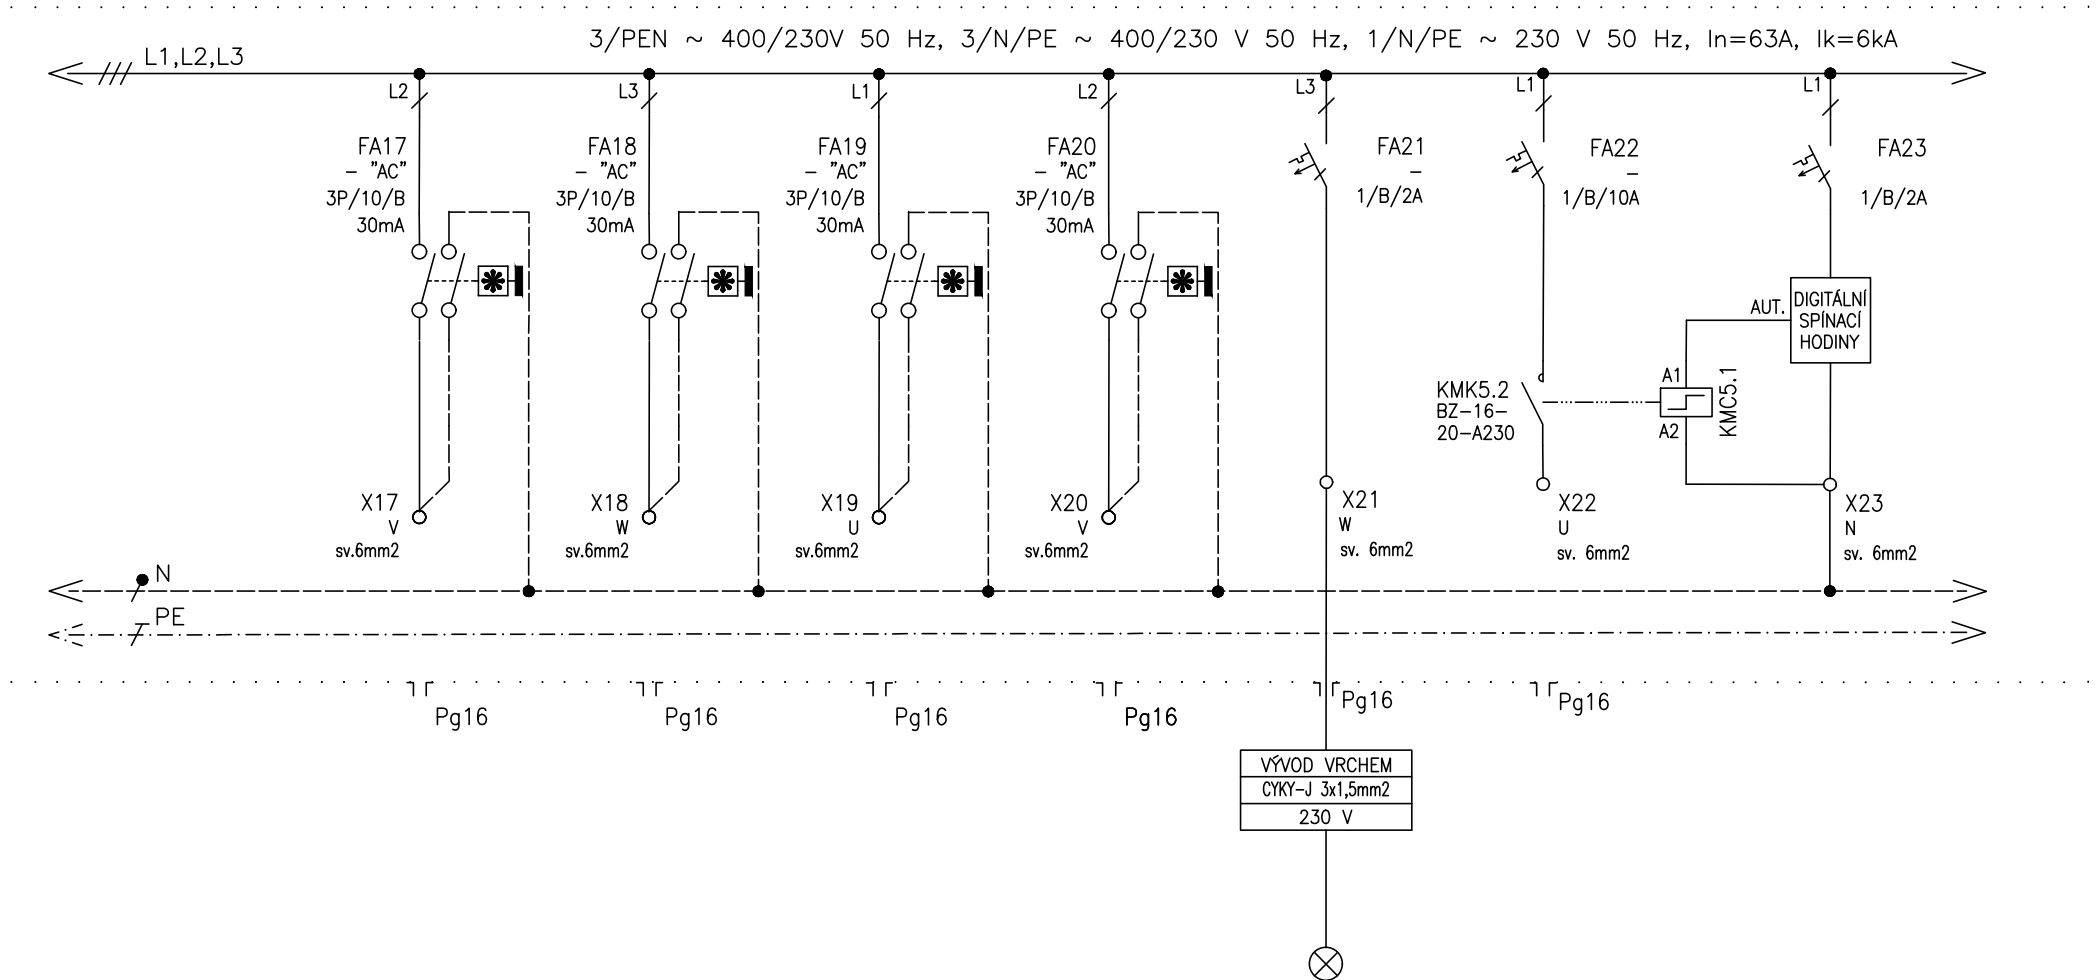 3/PEN ~ 400/230V 50 Hz, 3/N/PE ~ 400/230 V 50 Hz, 1/N/PE ~ 230 V 50 Hz, In=63A, Ik=6kA
L1,L2,L3
L2
FA17
- "AC"
3P/10/B
30mA
X17
V
sv.6mm2
L3
FA18
- "AC"
3P/10/B
30mA
X18
W
sv.6mm2
L1
FA19
- "AC"
3P/10/B
30mA
X19
U
sv.6mm2
L2
FA20
- "AC"
3P/10/B
30mA
X20
V
sv.6mm2
L3
FA21
-
1/B/2A
X21
W
sv. 6mm2
L1
FA22
-
1/B/10A
KMK5.2
BZ-16-
20-A230
X22
U
sv. 6mm2
L1
FA23
1/B/2A
DIGITÁLNÍ
SPÍNACÍ
HODINY
AUT.
A1
KMC5.1
A2
X23
N
sv. 6mm2
N
PE
Pg16
Pg16
Pg16
Pg16
Pg16
Pg16
VÝVOD VRCHEM
CYKY-J 3x1,5mm2
230 V